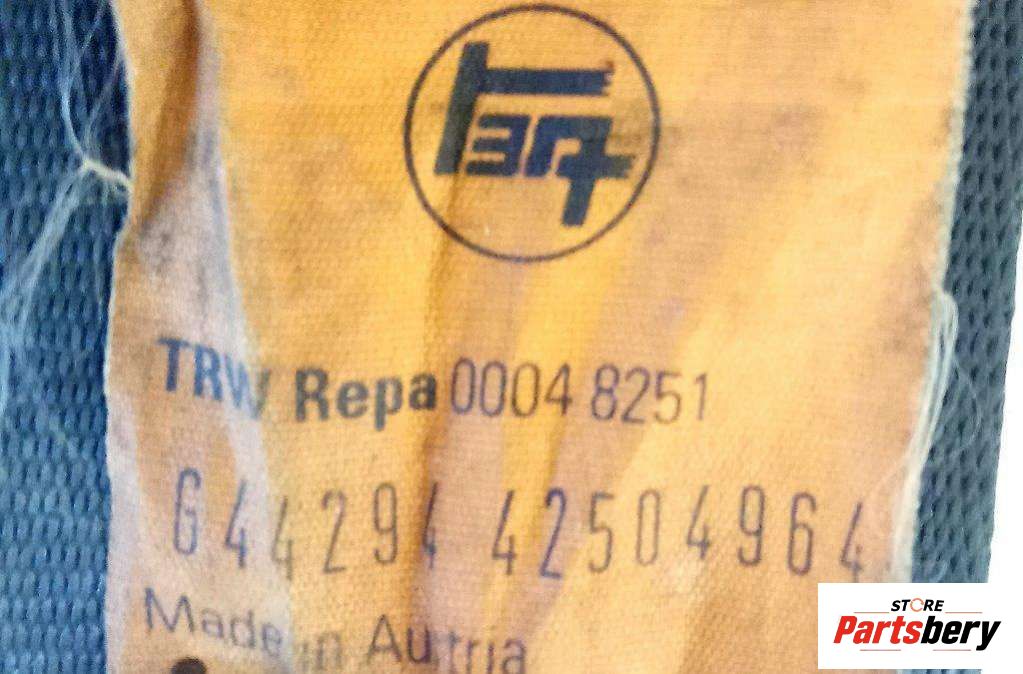 TRW Repa 0004 8251
G44294 42504964
Made in Austria
STORE
Partsbery